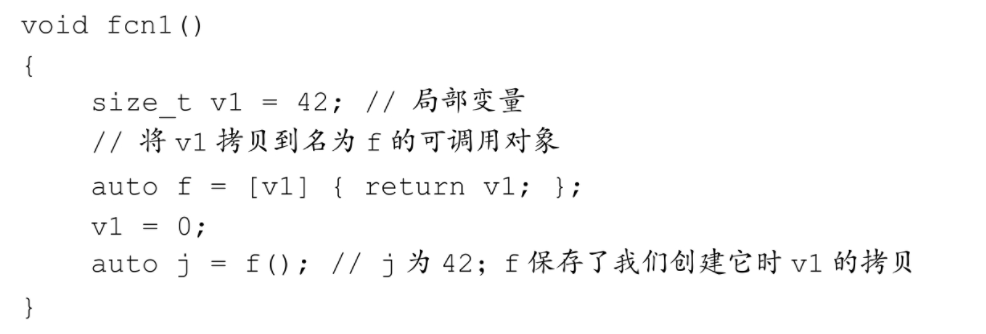 void fcn1()
{
    size_t v1 = 42; // 局部变量
    // 将 v1 拷贝到名为 f 的可调用对象
    auto f = [v1] { return v1; };
    v1 = 0;
    auto j = f(); // j 为 42；f 保存了我们创建它时 v1 的拷贝
}